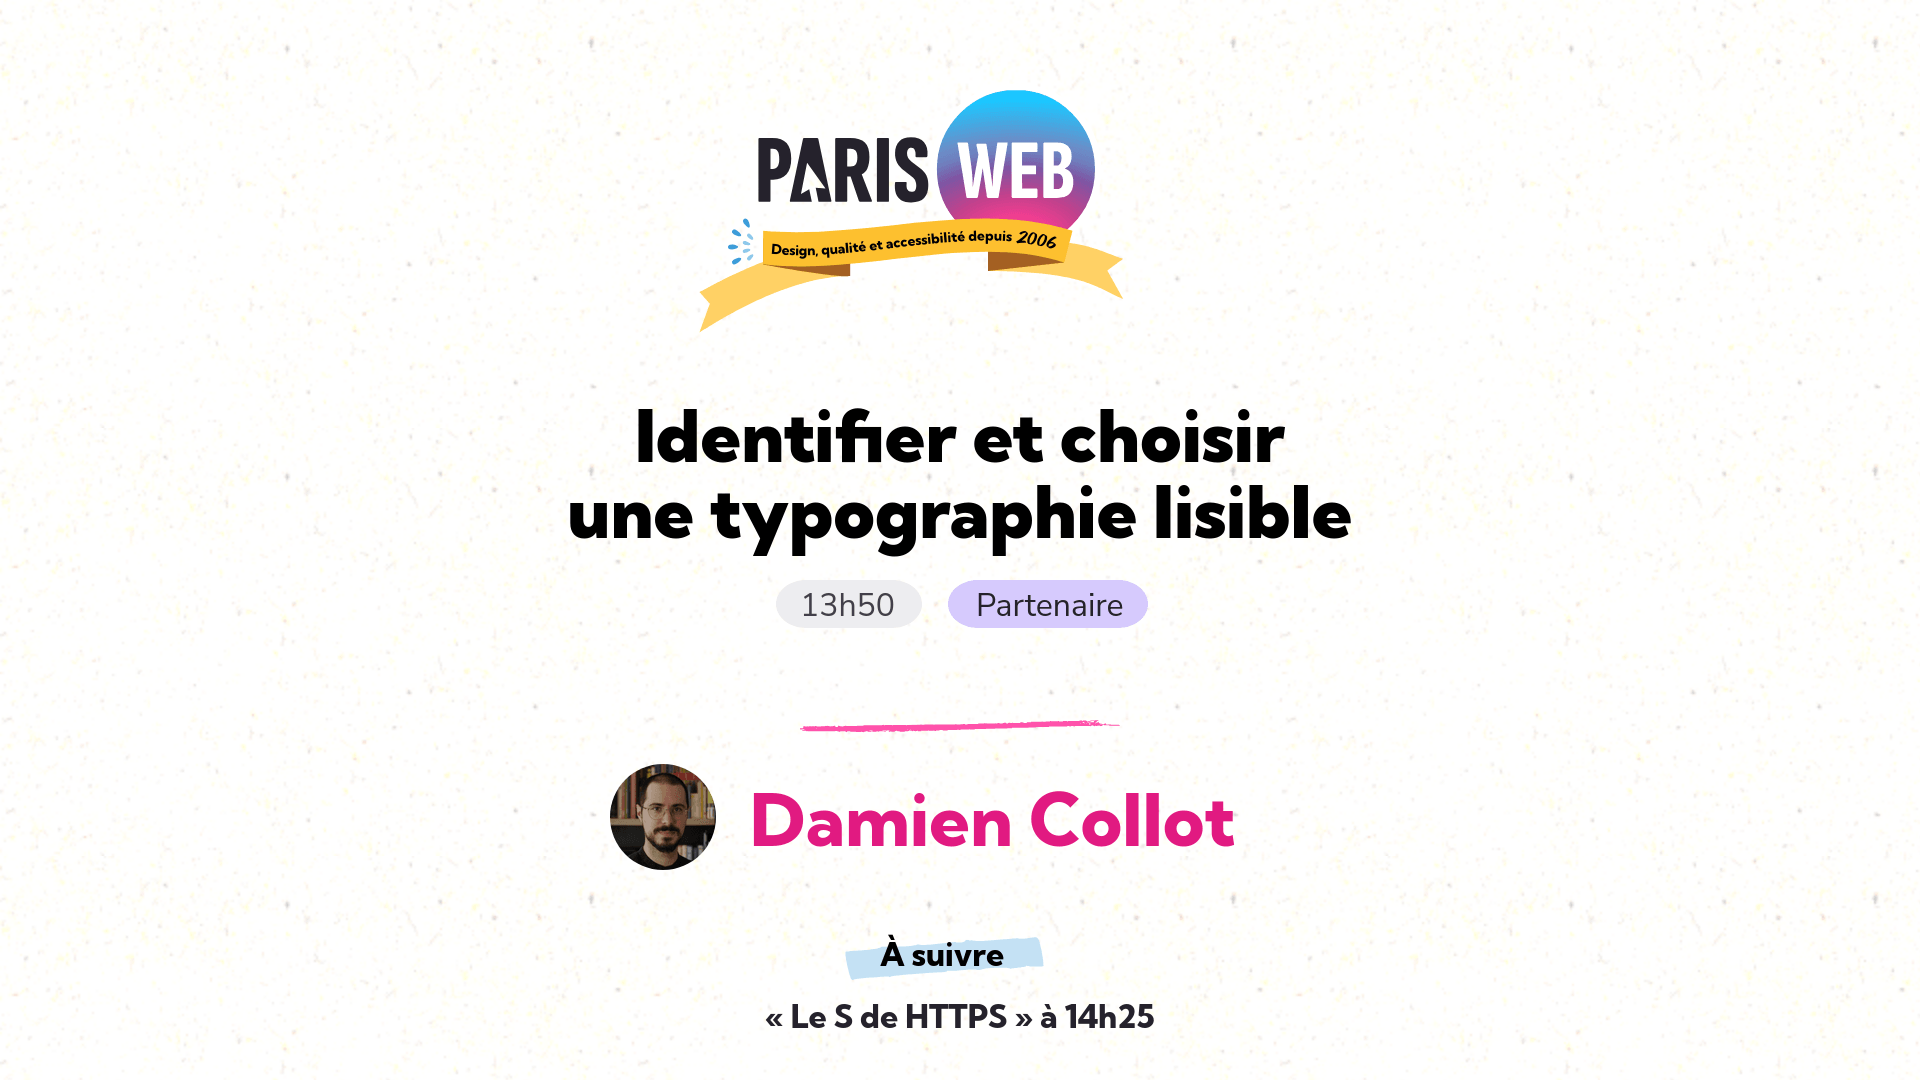 PARIS WEB
Design, qualité et accessibilité depuis 2006
Identifier et choisir
une typographie lisible
13h50 Partenaire
Damien Collot
À suivre
« Le S de HTTPS » à 14h25